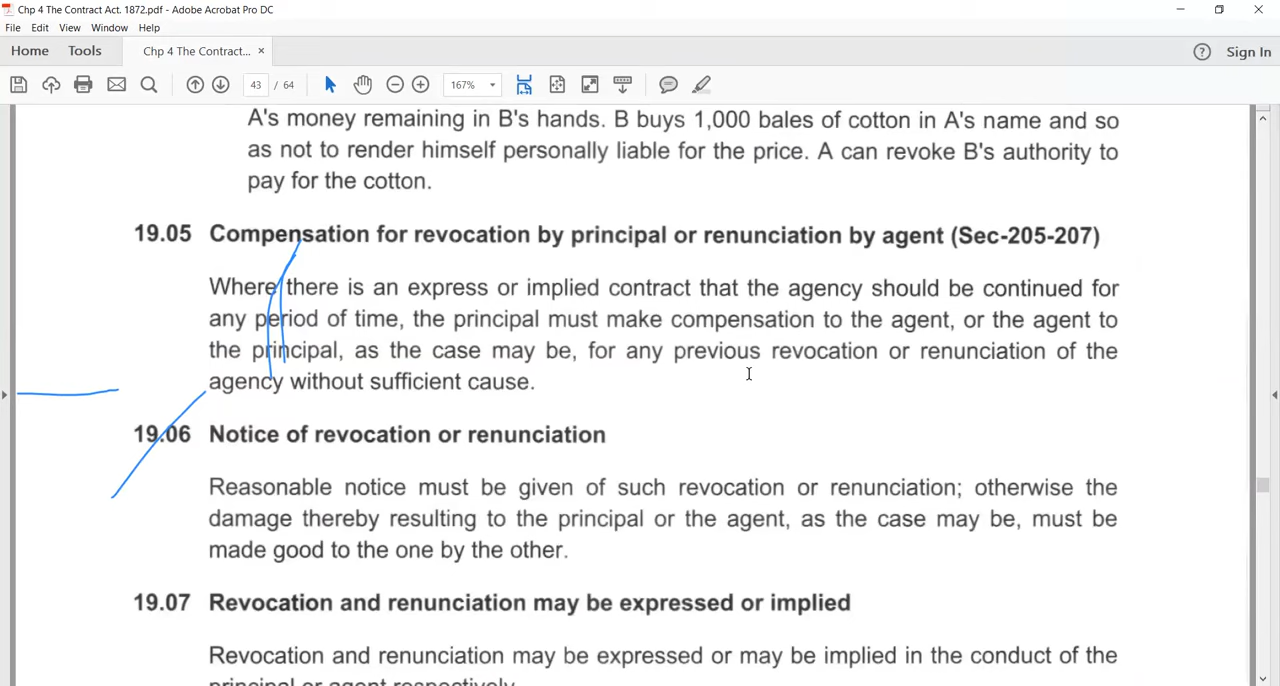 Chp 4 The Contract Act. 1872.pdf - Adobe Acrobat Pro DC
File Edit View Window Help
Home Tools Chp 4 The Contract... × Sign In
43 / 64 167%
A's money remaining in B's hands. B buys 1,000 bales of cotton in A's name and so
as not to render himself personally liable for the price. A can revoke B's authority to
pay for the cotton.
19.05 Compensation for revocation by principal or renunciation by agent (Sec-205-207)
Where there is an express or implied contract that the agency should be continued for
any period of time, the principal must make compensation to the agent, or the agent to
the principal, as the case may be, for any previous revocation or renunciation of the
agency without sufficient cause.
19.06 Notice of revocation or renunciation
Reasonable notice must be given of such revocation or renunciation; otherwise the
damage thereby resulting to the principal or the agent, as the case may be, must be
made good to the one by the other.
19.07 Revocation and renunciation may be expressed or implied
Revocation and renunciation may be expressed or may be implied in the conduct of the
principal or agent respectively.